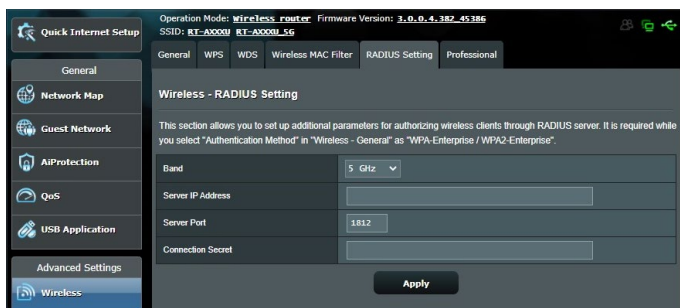 Quick Internet Setup
General
Network Map
Guest Network
AiProtection
QoS
USB Application
Advanced Settings
Wireless
Operation Mode: Wireless router Firmware Version: 3.0.0.4.382_45386
SSID: RT-AXXXU RT-AXXXU_5G
General WPS WDS Wireless MAC Filter RADIUS Setting Professional
Wireless - RADIUS Setting
This section allows you to set up additional parameters for authorizing wireless clients through RADIUS server. It is required while
you select "Authentication Method" in "Wireless - General" as "WPA-Enterprise / WPA2-Enterprise".
Band 5 GHz
Server IP Address
Server Port 1812
Connection Secret
Apply